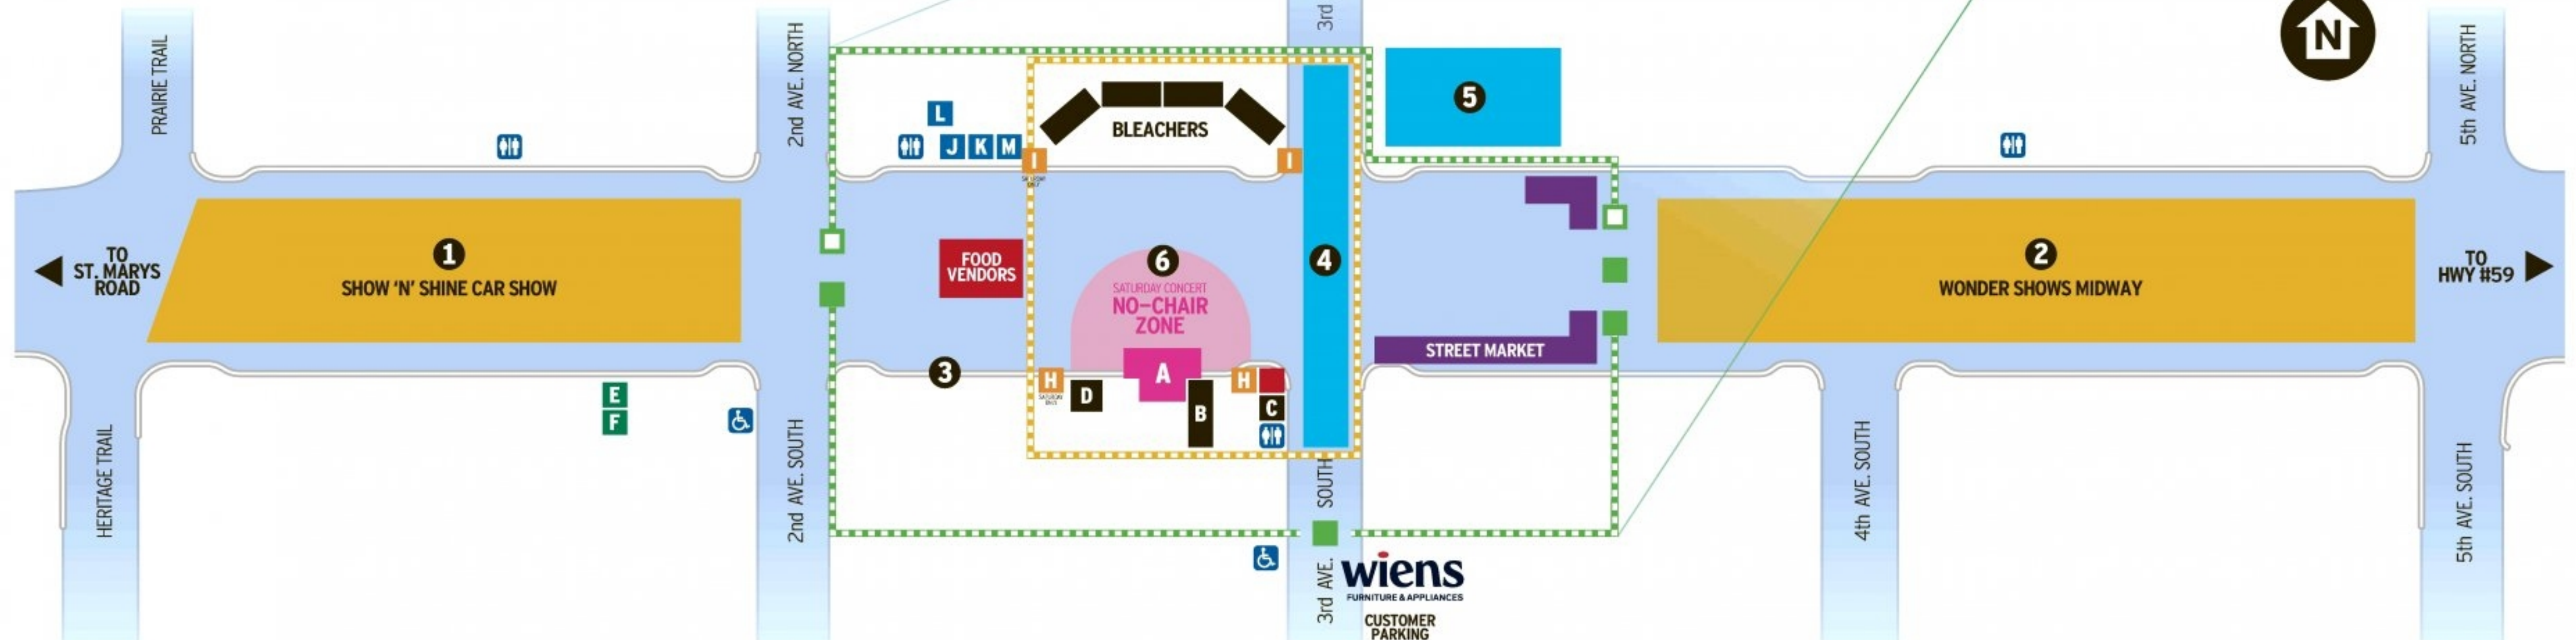 PRAIRIE TRAIL
2nd AVE. NORTH
3rd
N
5th AVE. NORTH
5
L
J K M
BLEACHERS
I
I
TO
ST. MARYS
ROAD
1
SHOW 'N' SHINE CAR SHOW
FOOD
VENDORS
6
SATURDAY CONCERT
NO-CHAIR
ZONE
4
2
WONDER SHOWS MIDWAY
TO
HWY #59
STREET MARKET
3
H
D
A
B
H
C
E
F
HERITAGE TRAIL
2nd AVE. SOUTH
SOUTH
3rd AVE.
4th AVE. SOUTH
5th AVE. SOUTH
wiens
FURNITURE & APPLIANCES
CUSTOMER
PARKING